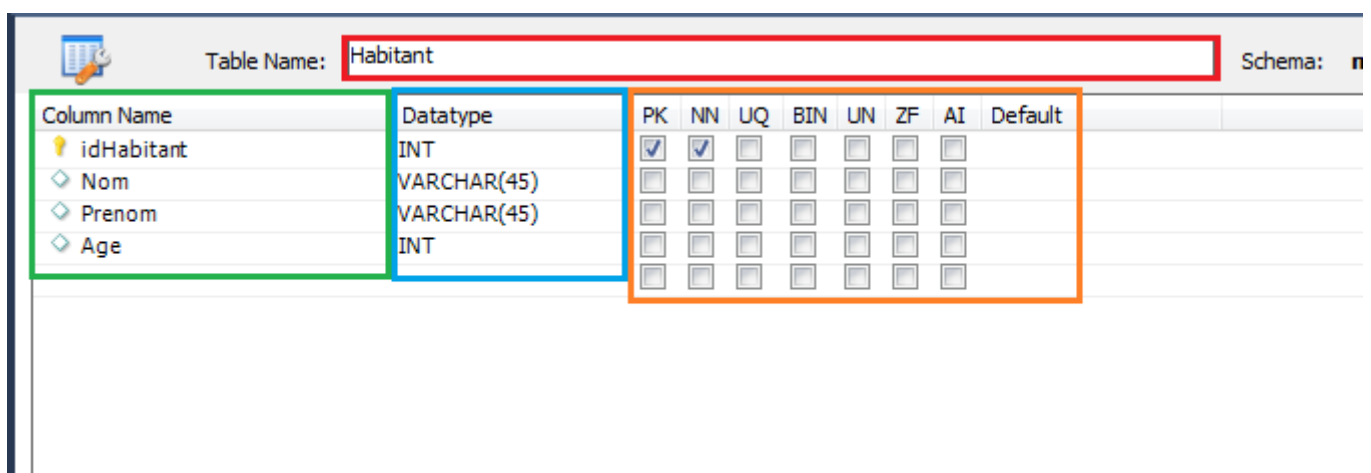 Table Name: Habitant Schema:
Column Name Datatype PK NN UQ BIN UN ZF AI Default
idHabitant INT
Nom VARCHAR(45)
Prenom VARCHAR(45)
Age INT